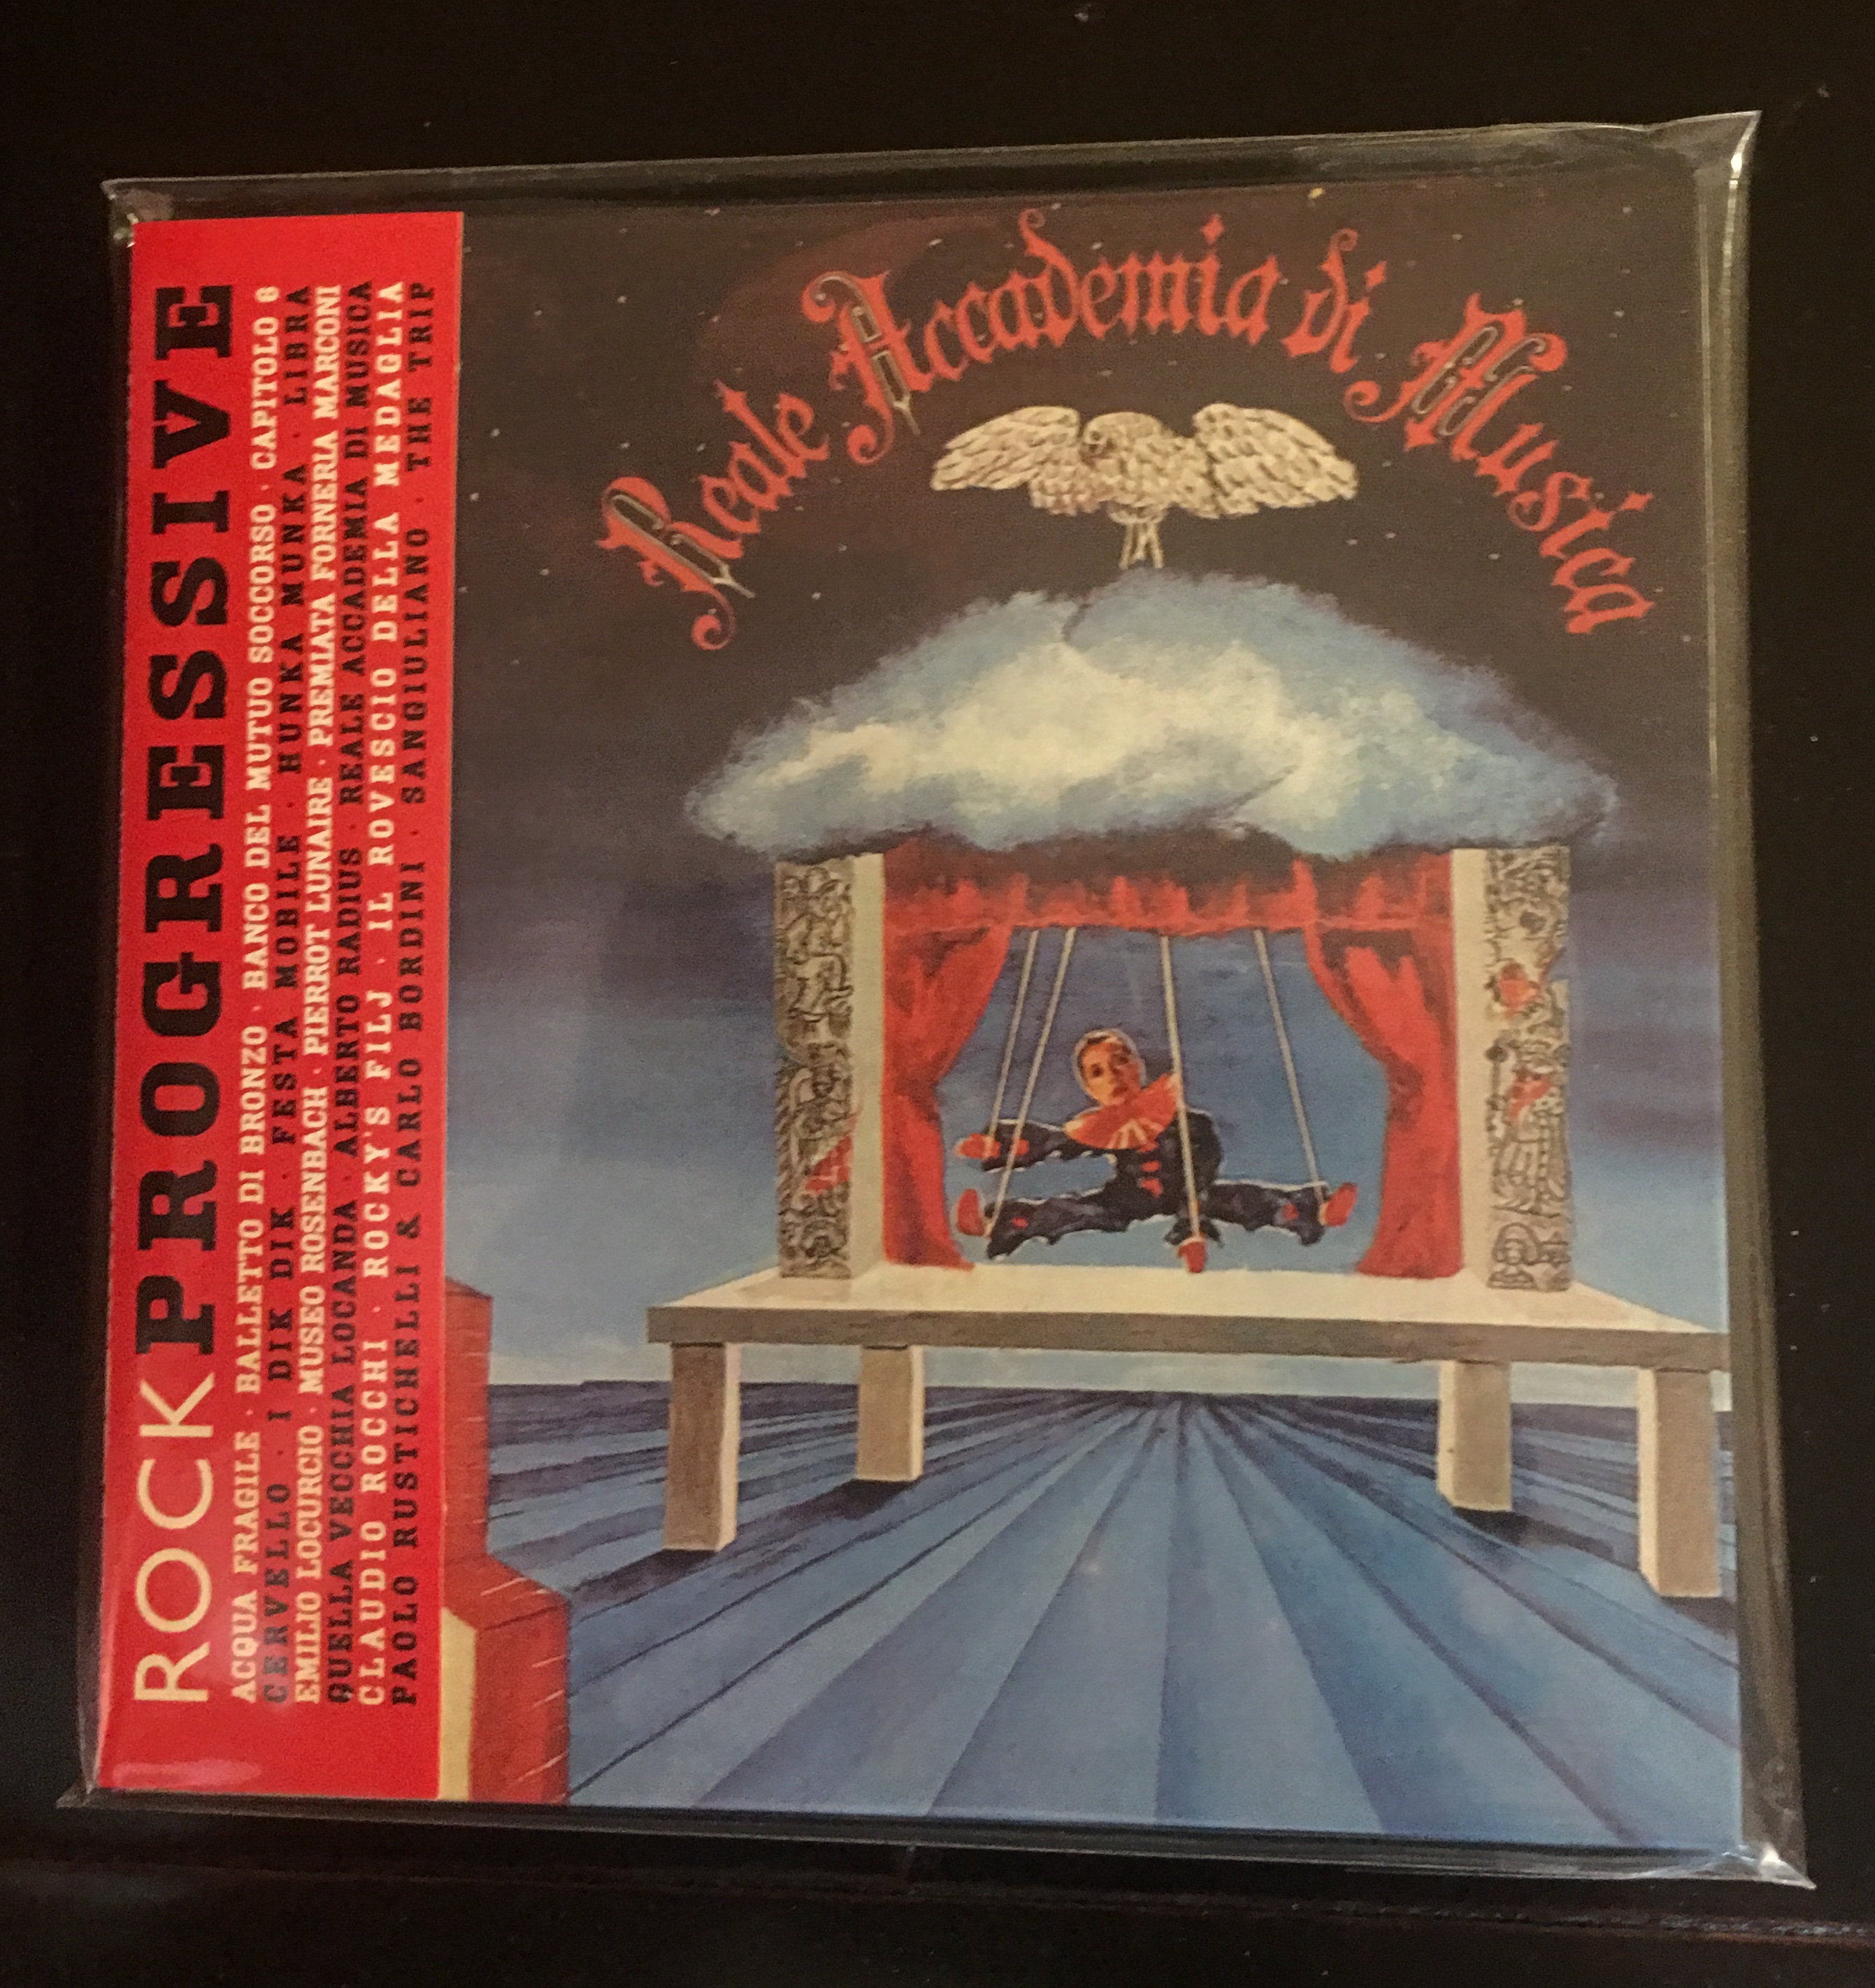 ROCK PROGRESSIVE
ACQUA FRAGILE · BALLETTO DI BRONZO · BANCO DEL MUTUO SOCCORSO · CAPITOLO 6
CERVELLO · I DIK DIK · FESTA MOBILE · HUNKA MUNKA · LIBRA
EMILIO LOCURCIO · MUSEO ROSENBACH · PIERROT LUNAIRE · PREMIATA FORNERIA MARCONI
QUELLA VECCHIA LOCANDA · ALBERTO RADIUS · REALE ACCADEMIA DI MUSICA
CLAUDIO ROCCHI · ROCKY'S FILJ · IL ROVESCIO DELLA MEDAGLIA
PAOLO RUSTICHELLI & CARLO BORDINI · SANGIULIANO · THE TRIP
Reale Accademia di Musica